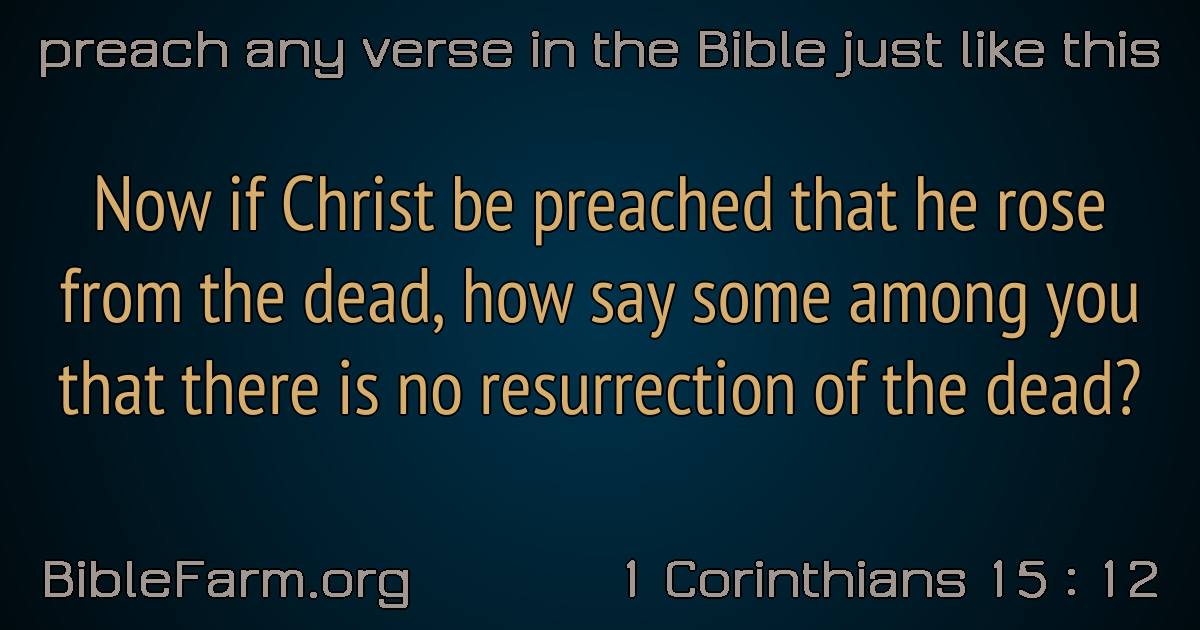 preach any verse in the Bible just like this
Now if Christ be preached that he rose
from the dead, how say some among you
that there is no resurrection of the dead?
BibleFarm.org
1 Corinthians 15 : 12